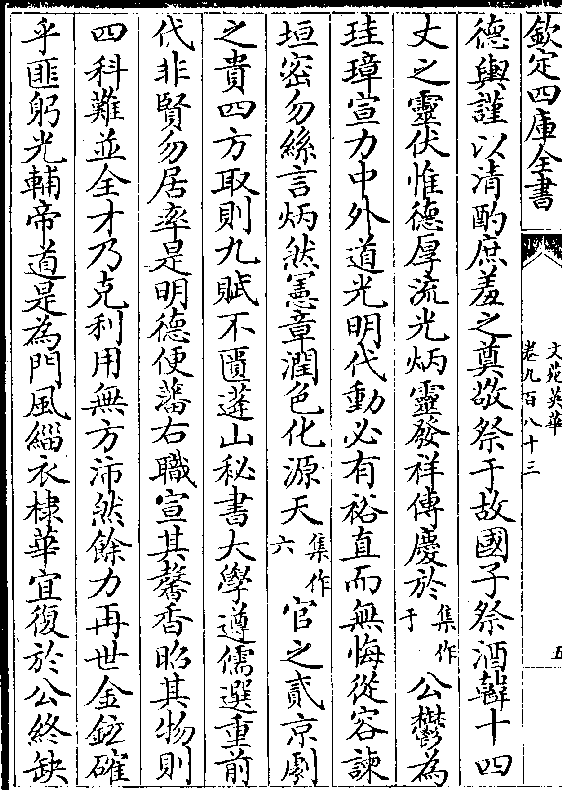 欽定四庫全書
文苑英華
卷九百八十三
五
德輿謹以清酌庶羞之奠敬祭于故國子祭酒韓十四
丈之靈伏惟德厚流光炳靈發祥傳慶於集作于公鬱為
珪璋宣力中外道光明代動必有裕直而無悔從容諫
垣密勿絲言炳然憲章潤色化源天集作六官之貳京劇
之貴四方取則九賦不匱蓬山秘書大學遵儒選重前
代非賢勿居率是明德便蕃右職宣其馨香昭其物則
四科難並全才乃克利用無方沛然餘力再世金鉉確
乎匪躬光輔帝道是為門風緇衣棣華宜復於公終缺